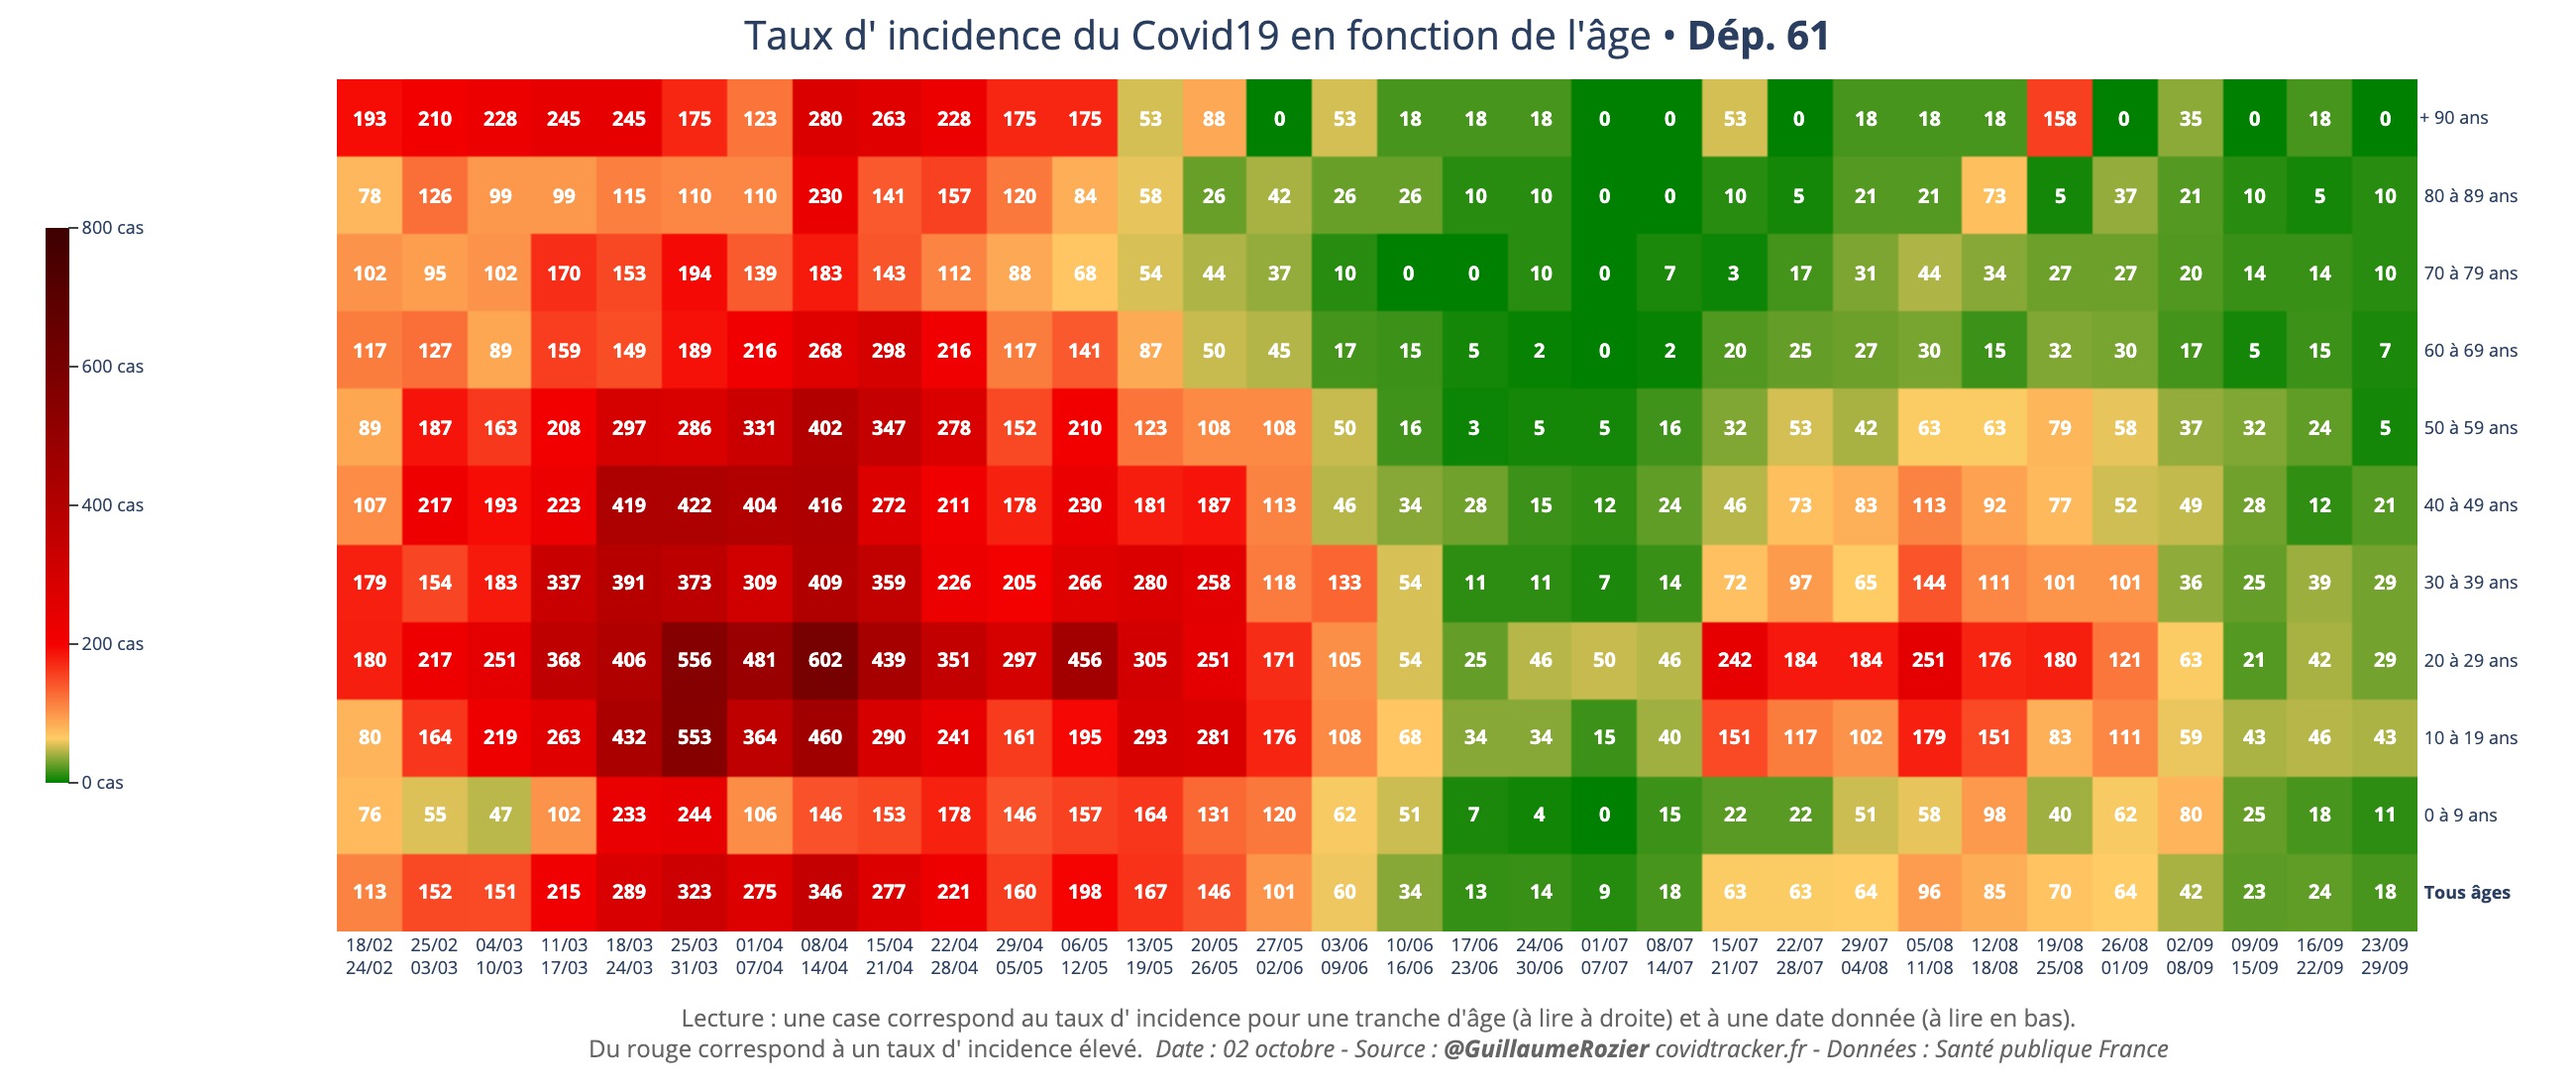 Taux d' incidence du Covid19 en fonction de l'âge • Dép. 61
193 210 228 245 245 175 123 280 263 228 175 175 53 88 0 53 18 18 18 0 0 53 0 18 18 18 158 0 35 0 18 0 + 90 ans
78 126 99 99 115 110 110 230 141 157 120 84 58 26 42 26 26 10 10 0 0 10 5 21 21 73 5 37 21 10 5 10 80 à 89 ans
102 95 102 170 153 194 139 183 143 112 88 68 54 44 37 10 0 0 10 0 7 3 17 31 44 34 27 27 20 14 14 10 70 à 79 ans
117 127 89 159 149 189 216 268 298 216 117 141 87 50 45 17 15 5 2 0 2 20 25 27 30 15 32 30 17 5 15 7 60 à 69 ans
89 187 163 208 297 286 331 402 347 278 152 210 123 108 108 50 16 3 5 5 16 32 53 42 63 63 79 58 37 32 24 5 50 à 59 ans
107 217 193 223 419 422 404 416 272 211 178 230 181 187 113 46 34 28 15 12 24 46 73 83 113 92 77 52 49 28 12 21 40 à 49 ans
179 154 183 337 391 373 309 409 359 226 205 266 280 258 118 133 54 11 11 7 14 72 97 65 144 111 101 101 36 25 39 29 30 à 39 ans
180 217 251 368 406 556 481 602 439 351 297 456 305 251 171 105 54 25 46 50 46 242 184 184 251 176 180 121 63 21 42 29 20 à 29 ans
80 164 219 263 432 553 364 460 290 241 161 195 293 281 176 108 68 34 34 15 40 151 117 102 179 151 83 111 59 43 46 43 10 à 19 ans
76 55 47 102 233 244 106 146 153 178 146 157 164 131 120 62 51 7 4 0 15 22 22 51 58 98 40 62 80 25 18 11 0 à 9 ans
113 152 151 215 289 323 275 346 277 221 160 198 167 146 101 60 34 13 14 9 18 63 63 64 96 85 70 64 42 23 24 18 Tous âges
18/02 25/02 04/03 11/03 18/03 25/03 01/04 08/04 15/04 22/04 29/04 06/05 13/05 20/05 27/05 03/06 10/06 17/06 24/06 01/07 08/07 15/07 22/07 29/07 05/08 12/08 19/08 26/08 02/09 09/09 16/09 23/09
24/02 03/03 10/03 17/03 24/03 31/03 07/04 14/04 21/04 28/04 05/05 12/05 19/05 26/05 02/06 09/06 16/06 23/06 30/06 07/07 14/07 21/07 28/07 04/08 11/08 18/08 25/08 01/09 08/09 15/09 22/09 29/09
800 cas
600 cas
400 cas
200 cas
0 cas
Lecture : une case correspond au taux d' incidence pour une tranche d'âge (à lire à droite) et à une date donnée (à lire en bas).
Du rouge correspond à un taux d' incidence élevé. Date : 02 octobre - Source : @GuillaumeRozier covidtracker.fr - Données : Santé publique France